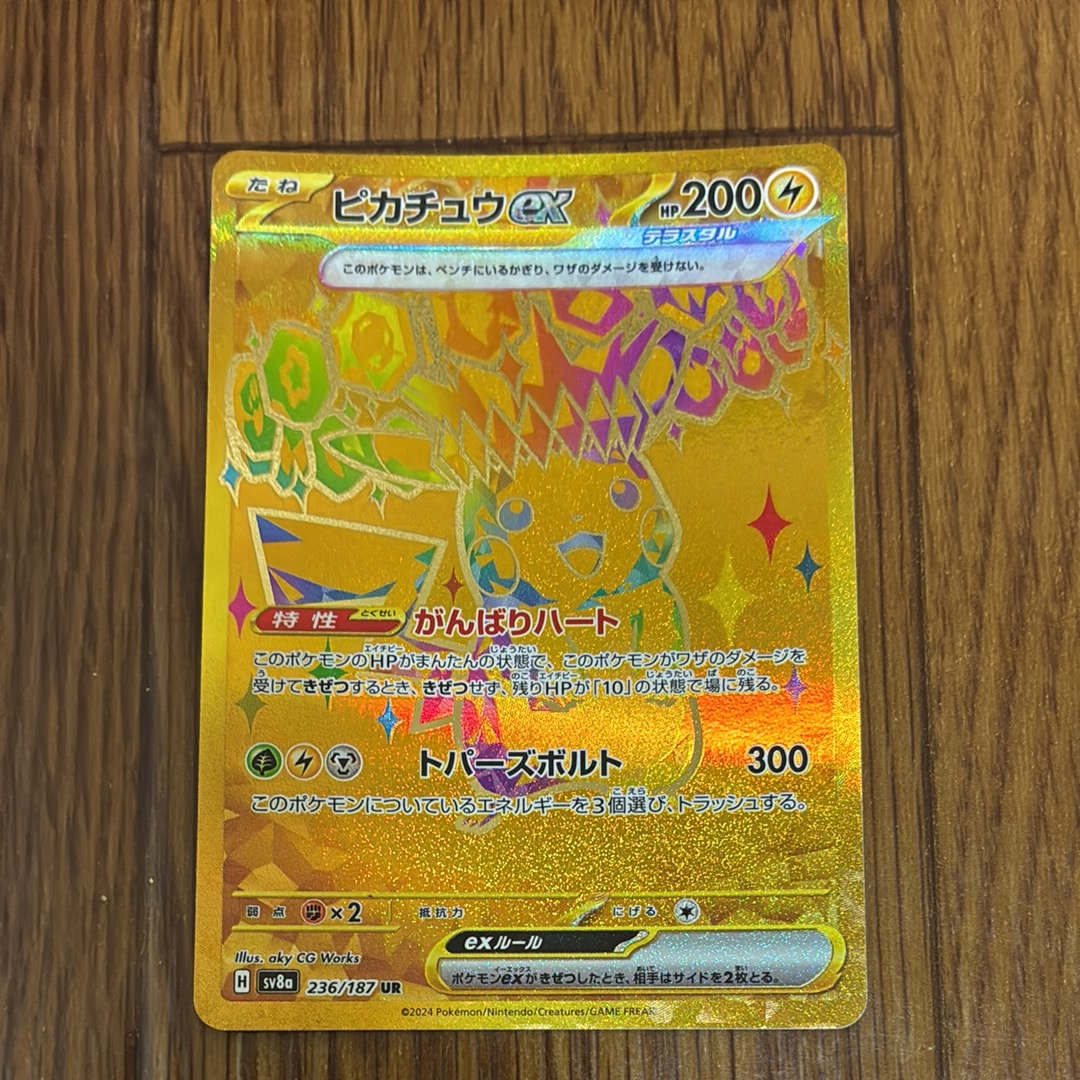 たね
ピカチュウex
HP 200
テラスタル
このポケモンは、ベンチにいるかぎり、ワザのダメージを受けない。
特性 とくせい がんばりハート
このポケモンのHPがまんたんの状態で、このポケモンがワザのダメージを
受けてきぜつするとき、きぜつせず、残りHPが「10」の状態で場に残る。
トパーズボルト 300
このポケモンについているエネルギーを3個選び、トラッシュする。
弱点 ×2 抵抗力 にげる
exルール
ポケモンexがきぜつしたとき、相手はサイドを2枚とる。
Illus. aky CG Works
H sv8a 236/187 UR
©2024 Pokémon/Nintendo/Creatures/GAME FREAK